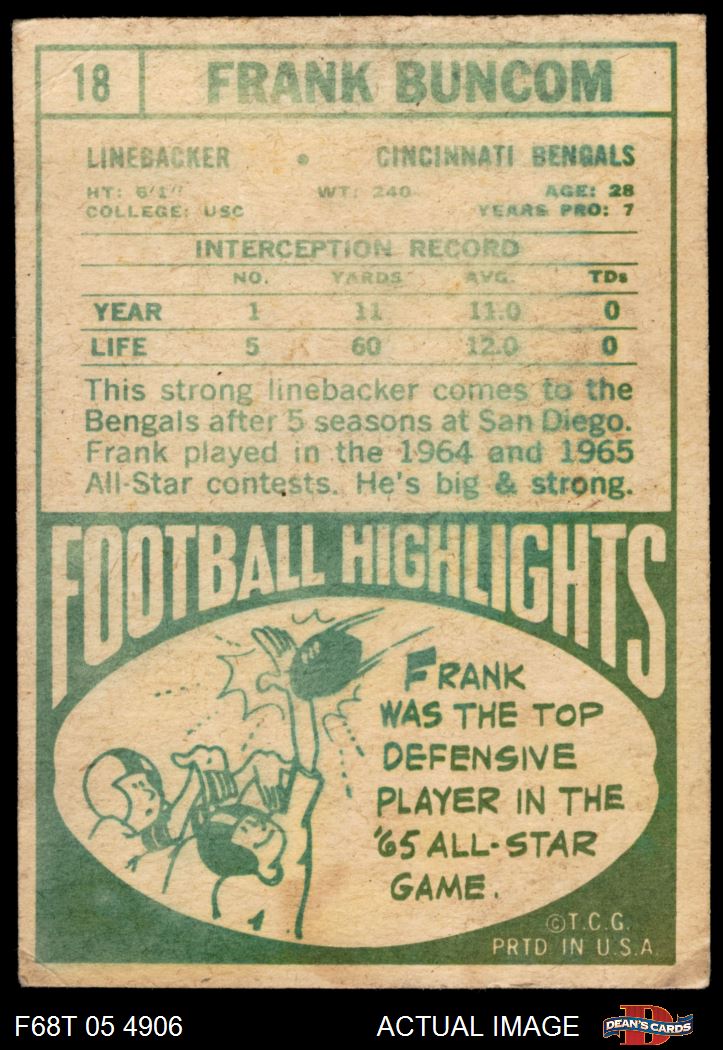 18 FRANK BUNCOM
LINEBACKER • CINCINNATI BENGALS
HT: 6'1" WT: 240 AGE: 28
COLLEGE: USC YEARS PRO: 7
INTERCEPTION RECORD
NO. YARDS AVG. TDs
YEAR 1 11 11.0 0
LIFE 5 60 12.0 0
This strong linebacker comes to the
Bengals after 5 seasons at San Diego.
Frank played in the 1964 and 1965
All-Star contests. He's big & strong.
FOOTBALL HIGHLIGHTS
FRANK
WAS THE TOP
DEFENSIVE
PLAYER IN THE
'65 ALL-STAR
GAME.
©T.C.G.
PRTD IN U.S.A.
F68T 05 4906 ACTUAL IMAGE D DEAN'S CARDS